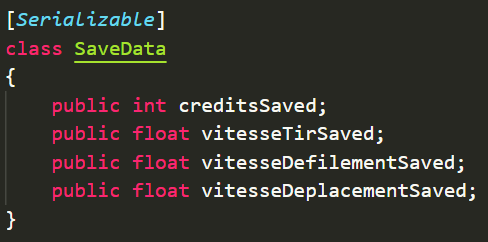 [Serializable]
class SaveData
{
    public int creditsSaved;
    public float vitesseTirSaved;
    public float vitesseDefilementSaved;
    public float vitesseDeplacementSaved;
}